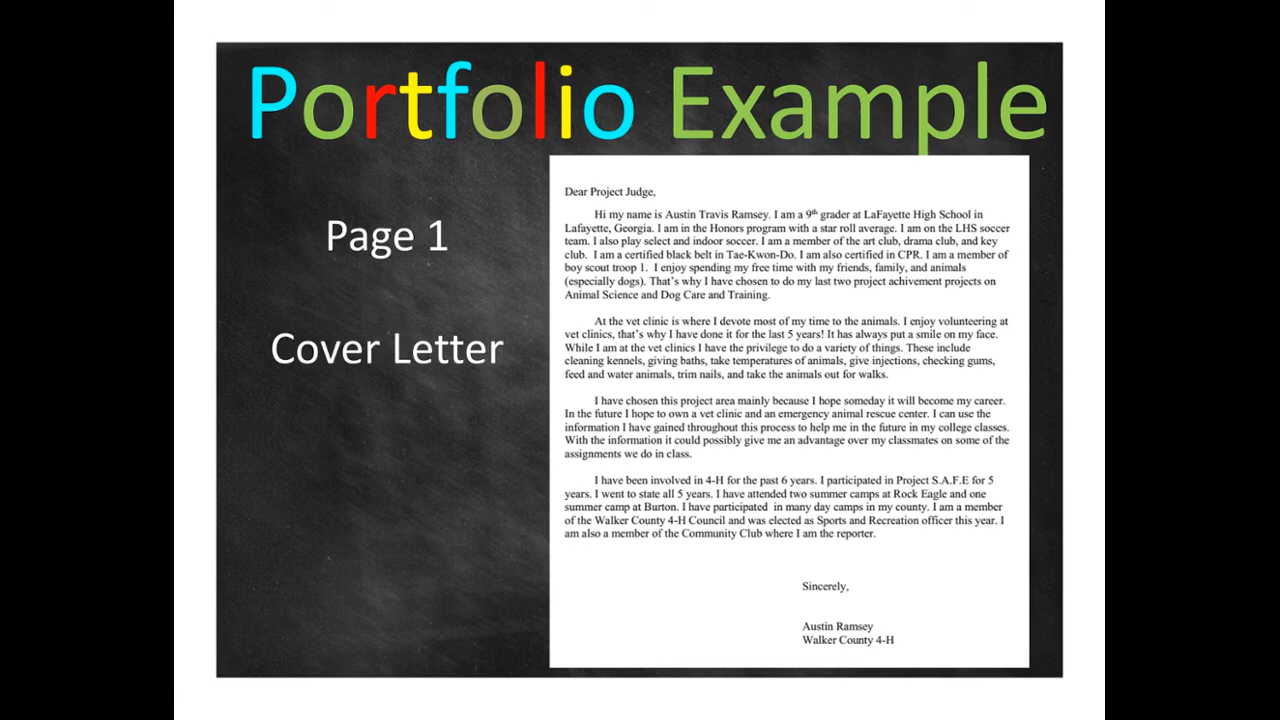 Portfolio Example
Page 1
Cover Letter
Dear Project Judge,
Hi my name is Austin Travis Ramsey. I am a 9th grader at LaFayette High School in
Lafayette, Georgia. I am in the Honors program with a star roll average. I am on the LHS soccer
team. I also play select and indoor soccer. I am a member of the art club, drama club, and key
club. I am a certified black belt in Tae-Kwon-Do. I am also certified in CPR. I am a member of
boy scout troop 1. I enjoy spending my free time with my friends, family, and animals
(especially dogs). That's why I have chosen to do my last two project achivement projects on
Animal Science and Dog Care and Training.
At the vet clinic is where I devote most of my time to the animals. I enjoy volunteering at
vet clinics, that's why I have done it for the last 5 years! It has always put a smile on my face.
While I am at the vet clinics I have the privilege to do a variety of things. These include
cleaning kennels, giving baths, take temperatures of animals, give injections, checking gums,
feed and water animals, trim nails, and take the animals out for walks.
I have chosen this project area mainly because I hope someday it will become my career.
In the future I hope to own a vet clinic and an emergency animal rescue center. I can use the
information I have gained throughout this process to help me in the future in my college classes.
With the information it could possibly give me an advantage over my classmates on some of the
assignments we do in class.
I have been involved in 4-H for the past 6 years. I participated in Project S.A.F.E for 5
years. I went to state all 5 years. I have attended two summer camps at Rock Eagle and one
summer camp at Burton. I have participated in many day camps in my county. I am a member
of the Walker County 4-H Council and was elected as Sports and Recreation officer this year. I
am also a member of the Community Club where I am the reporter.
Sincerely,
Austin Ramsey
Walker County 4-H